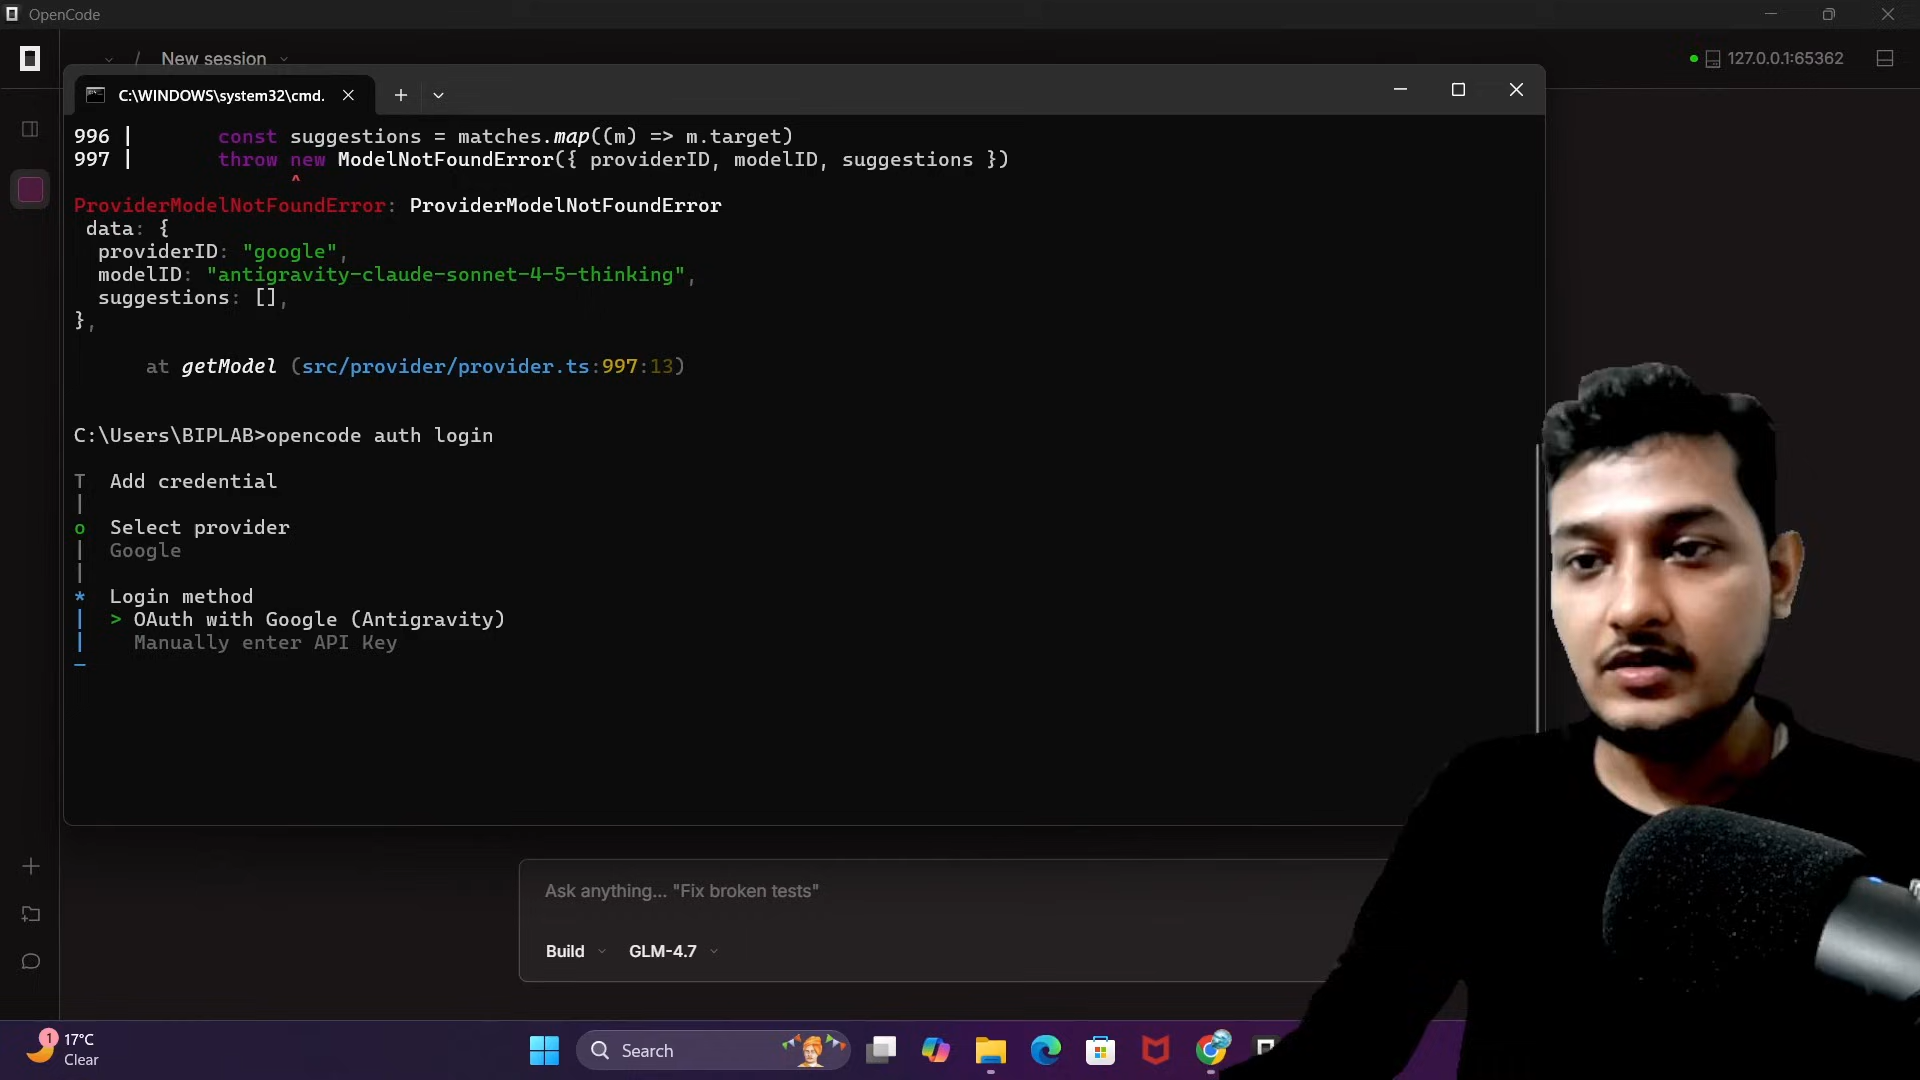 OpenCode
/ New session
127.0.0.1:65362
C:\WINDOWS\system32\cmd.
996 | const suggestions = matches.map((m) => m.target)
997 | throw new ModelNotFoundError({ providerID, modelID, suggestions })
^
ProviderModelNotFoundError: ProviderModelNotFoundError
data: {
providerID: "google",
modelID: "antigravity-claude-sonnet-4-5-thinking",
suggestions: [],
},
at getModel (src/provider/provider.ts:997:13)
C:\Users\BIPLAB>opencode auth login
T Add credential
|
o Select provider
| Google
|
* Login method
| > OAuth with Google (Antigravity)
| Manually enter API Key
—
Ask anything... "Fix broken tests"
Build GLM-4.7
1 17°C
Clear
Search